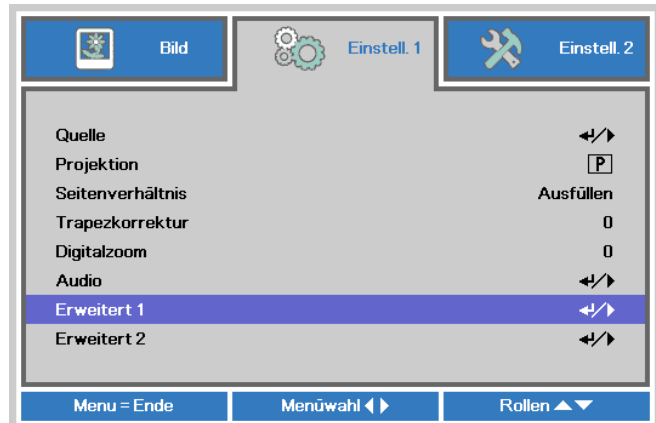 Bild
Einstell. 1
Einstell. 2
Quelle
Projektion P
Seitenverhältnis Ausfüllen
Trapezkorrektur 0
Digitalzoom 0
Audio
Erweitert 1
Erweitert 2
Menu = Ende Menüwahl Rollen